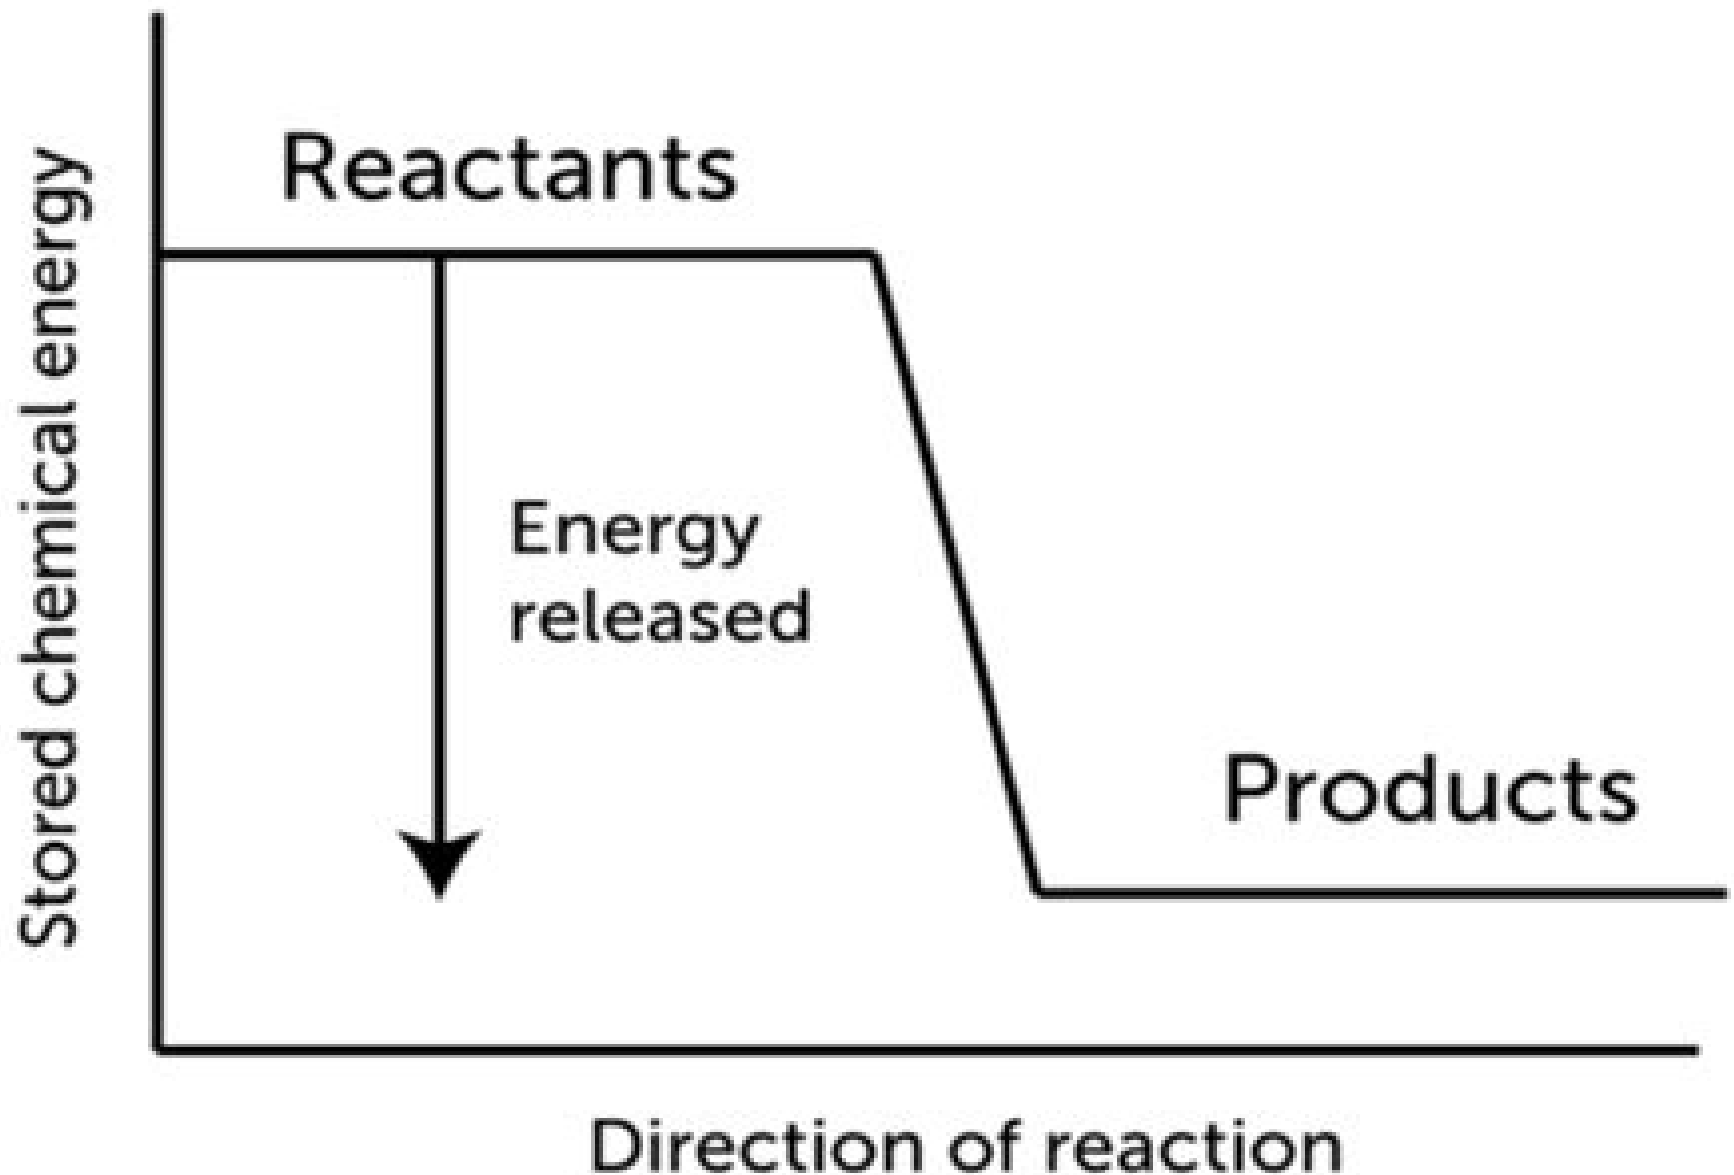 Stored chemical energy
Reactants
Energy
released
Products
Direction of reaction